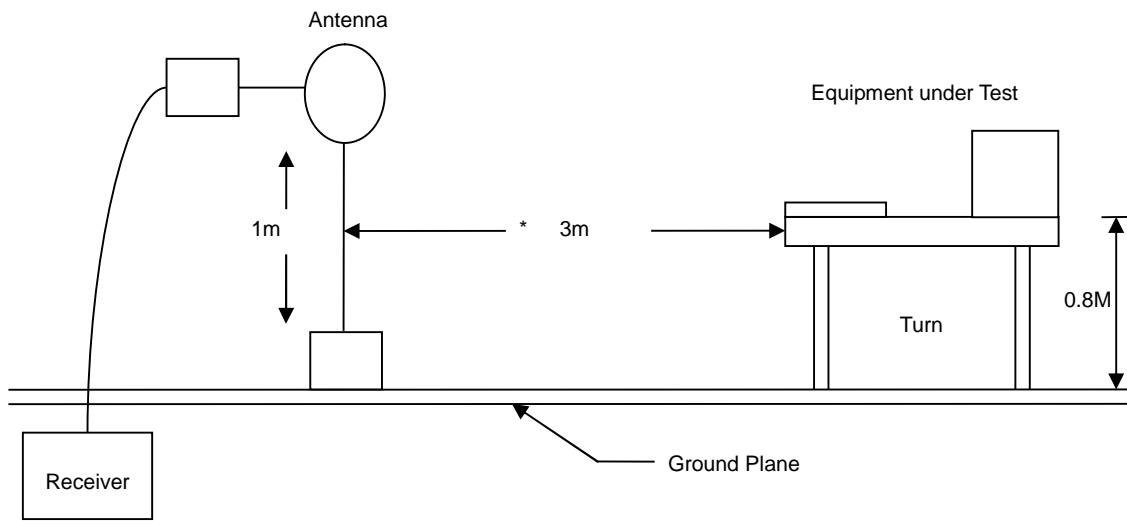 Antenna
Equipment under Test
1m
* 3m
0.8M
Turn
Ground Plane
Receiver